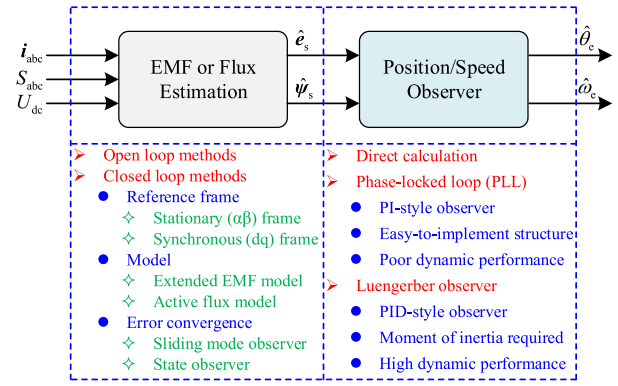 i_abc
S_abc
U_dc
EMF or Flux
Estimation
ê_s
ψ̂_s
Position/Speed
Observer
θ̂_e
ω̂_e
➢ Open loop methods
➢ Closed loop methods
● Reference frame
✧ Stationary (αβ) frame
✧ Synchronous (dq) frame
● Model
✧ Extended EMF model
✧ Active flux model
● Error convergence
✧ Sliding mode observer
✧ State observer
➢ Direct calculation
➢ Phase-locked loop (PLL)
● PI-style observer
● Easy-to-implement structure
● Poor dynamic performance
➢ Luengerber observer
● PID-style observer
● Moment of inertia required
● High dynamic performance